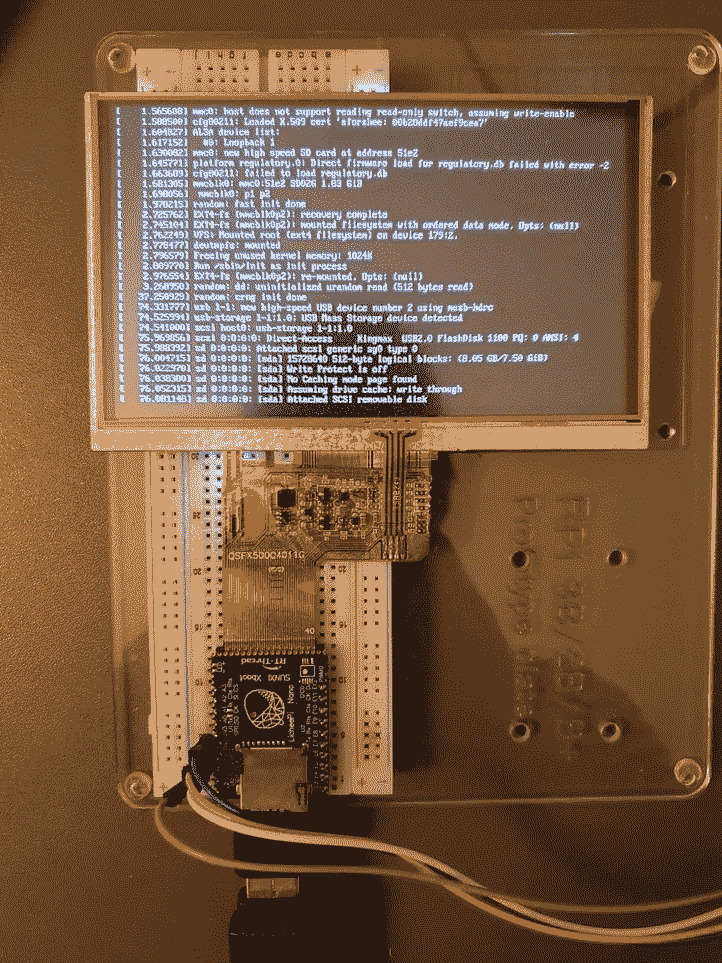 [    1.565608] mmc0: host does not support reading read-only switch, assuming write-enable
[    1.588500] cfg80211: Loaded X.509 cert 'sforshee: 00b28ddf47aef9cea7'
[    1.604827] ALSA device list:
[    1.617152]   #0: Loopback 1
[    1.630082] mmc0: new high speed SD card at address 51e2
[    1.645771] platform regulatory.0: Direct firmware load for regulatory.db failed with error -2
[    1.663689] cfg80211: failed to load regulatory.db
[    1.681305] mmcblk0: mmc0:51e2 SD02G 1.83 GiB
[    1.698056]  mmcblk0: p1 p2
[    1.978215] random: fast init done
[    2.725762] EXT4-fs (mmcblk0p2): recovery complete
[    2.745104] EXT4-fs (mmcblk0p2): mounted filesystem with ordered data mode. Opts: (null)
[    2.762249] VFS: Mounted root (ext4 filesystem) on device 179:2.
[    2.778477] devtmpfs: mounted
[    2.796579] Freeing unused kernel memory: 1024K
[    2.809770] Run /sbin/init as init process
[    2.976554] EXT4-fs (mmcblk0p2): re-mounted. Opts: (null)
[    3.260950] random: dd: uninitialized urandom read (512 bytes read)
[   37.250929] random: crng init done
[   74.331777] usb 1-1: new high-speed USB device number 2 using musb-hdrc
[   74.525994] usb-storage 1-1:1.0: USB Mass Storage device detected
[   74.541000] scsi host0: usb-storage 1-1:1.0
[   75.969856] scsi 0:0:0:0: Direct-Access     Kingmax  USB2.0 FlashDisk 1100 PQ: 0 ANSI: 4
[   75.988392] sd 0:0:0:0: Attached scsi generic sg0 type 0
[   76.004715] sd 0:0:0:0: [sda] 15728640 512-byte logical blocks: (8.05 GB/7.50 GiB)
[   76.022970] sd 0:0:0:0: [sda] Write Protect is off
[   76.038300] sd 0:0:0:0: [sda] No Caching mode page found
[   76.052315] sd 0:0:0:0: [sda] Assuming drive cache: write through
[   76.081148] sd 0:0:0:0: [sda] Attached SCSI removable disk
QSFX50004011G
40
RT-Thread
SUNXI Xboot
LicheePi Nano
RPI 3B/2B/B+
Prototype